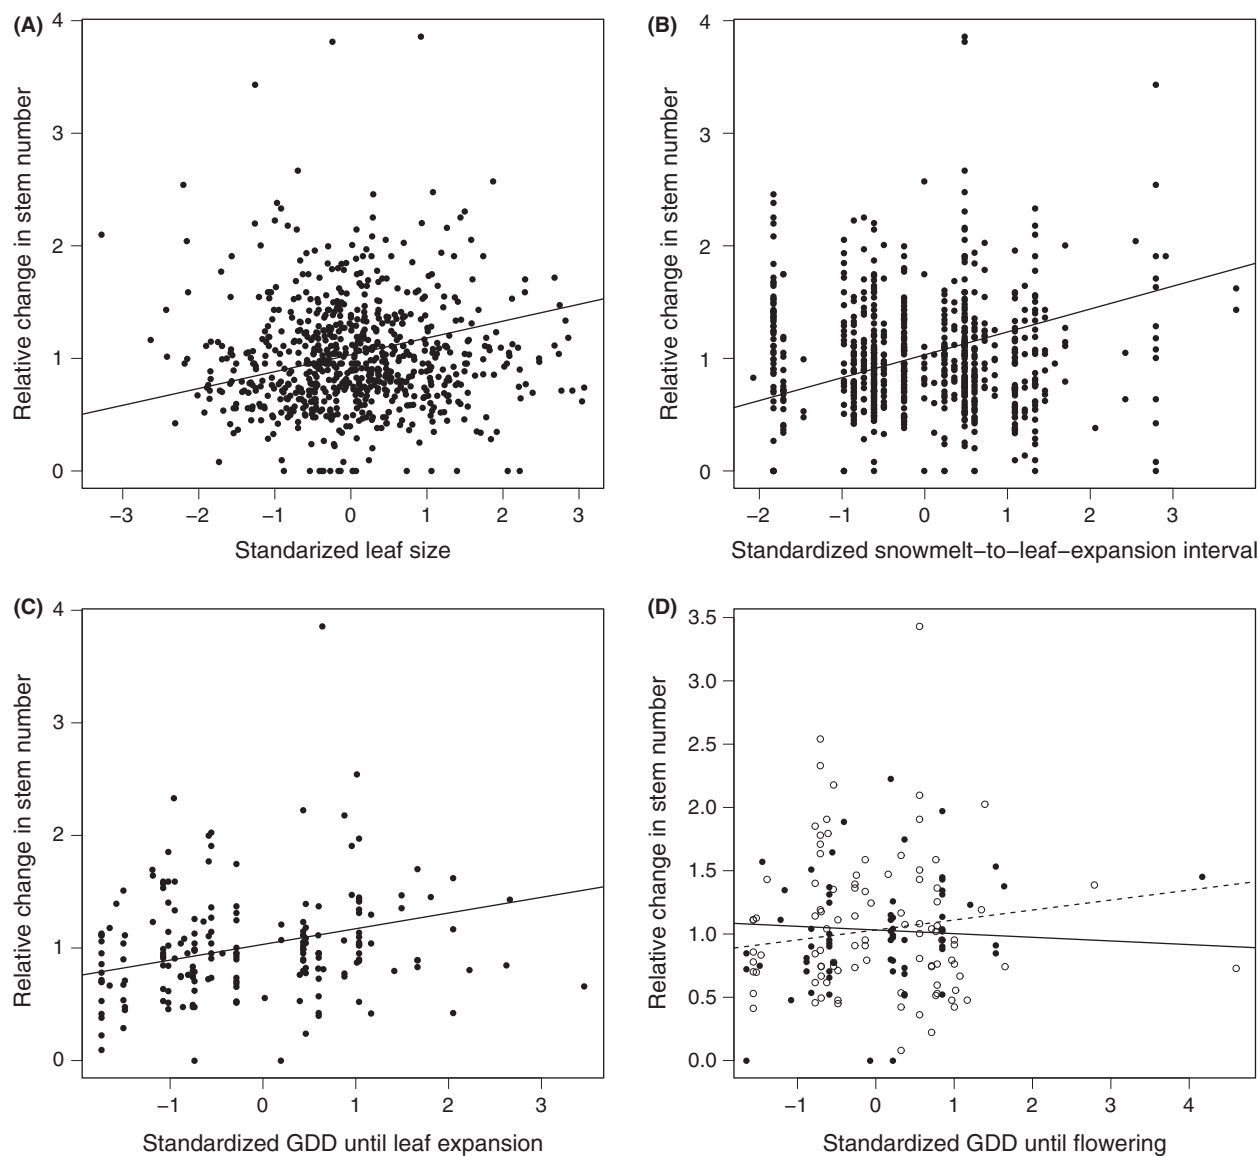 (A)
Relative change in stem number
4
3
2
1
0
−3 −2 −1 0 1 2 3
Standarized leaf size
(B)
Relative change in stem number
4
3
2
1
0
−2 −1 0 1 2 3
Standardized snowmelt−to−leaf−expansion interval
(C)
Relative change in stem number
4
3
2
1
0
−1 0 1 2 3
Standardized GDD until leaf expansion
(D)
Relative change in stem number
3.5
3.0
2.5
2.0
1.5
1.0
0.5
0.0
−1 0 1 2 3 4
Standardized GDD until flowering